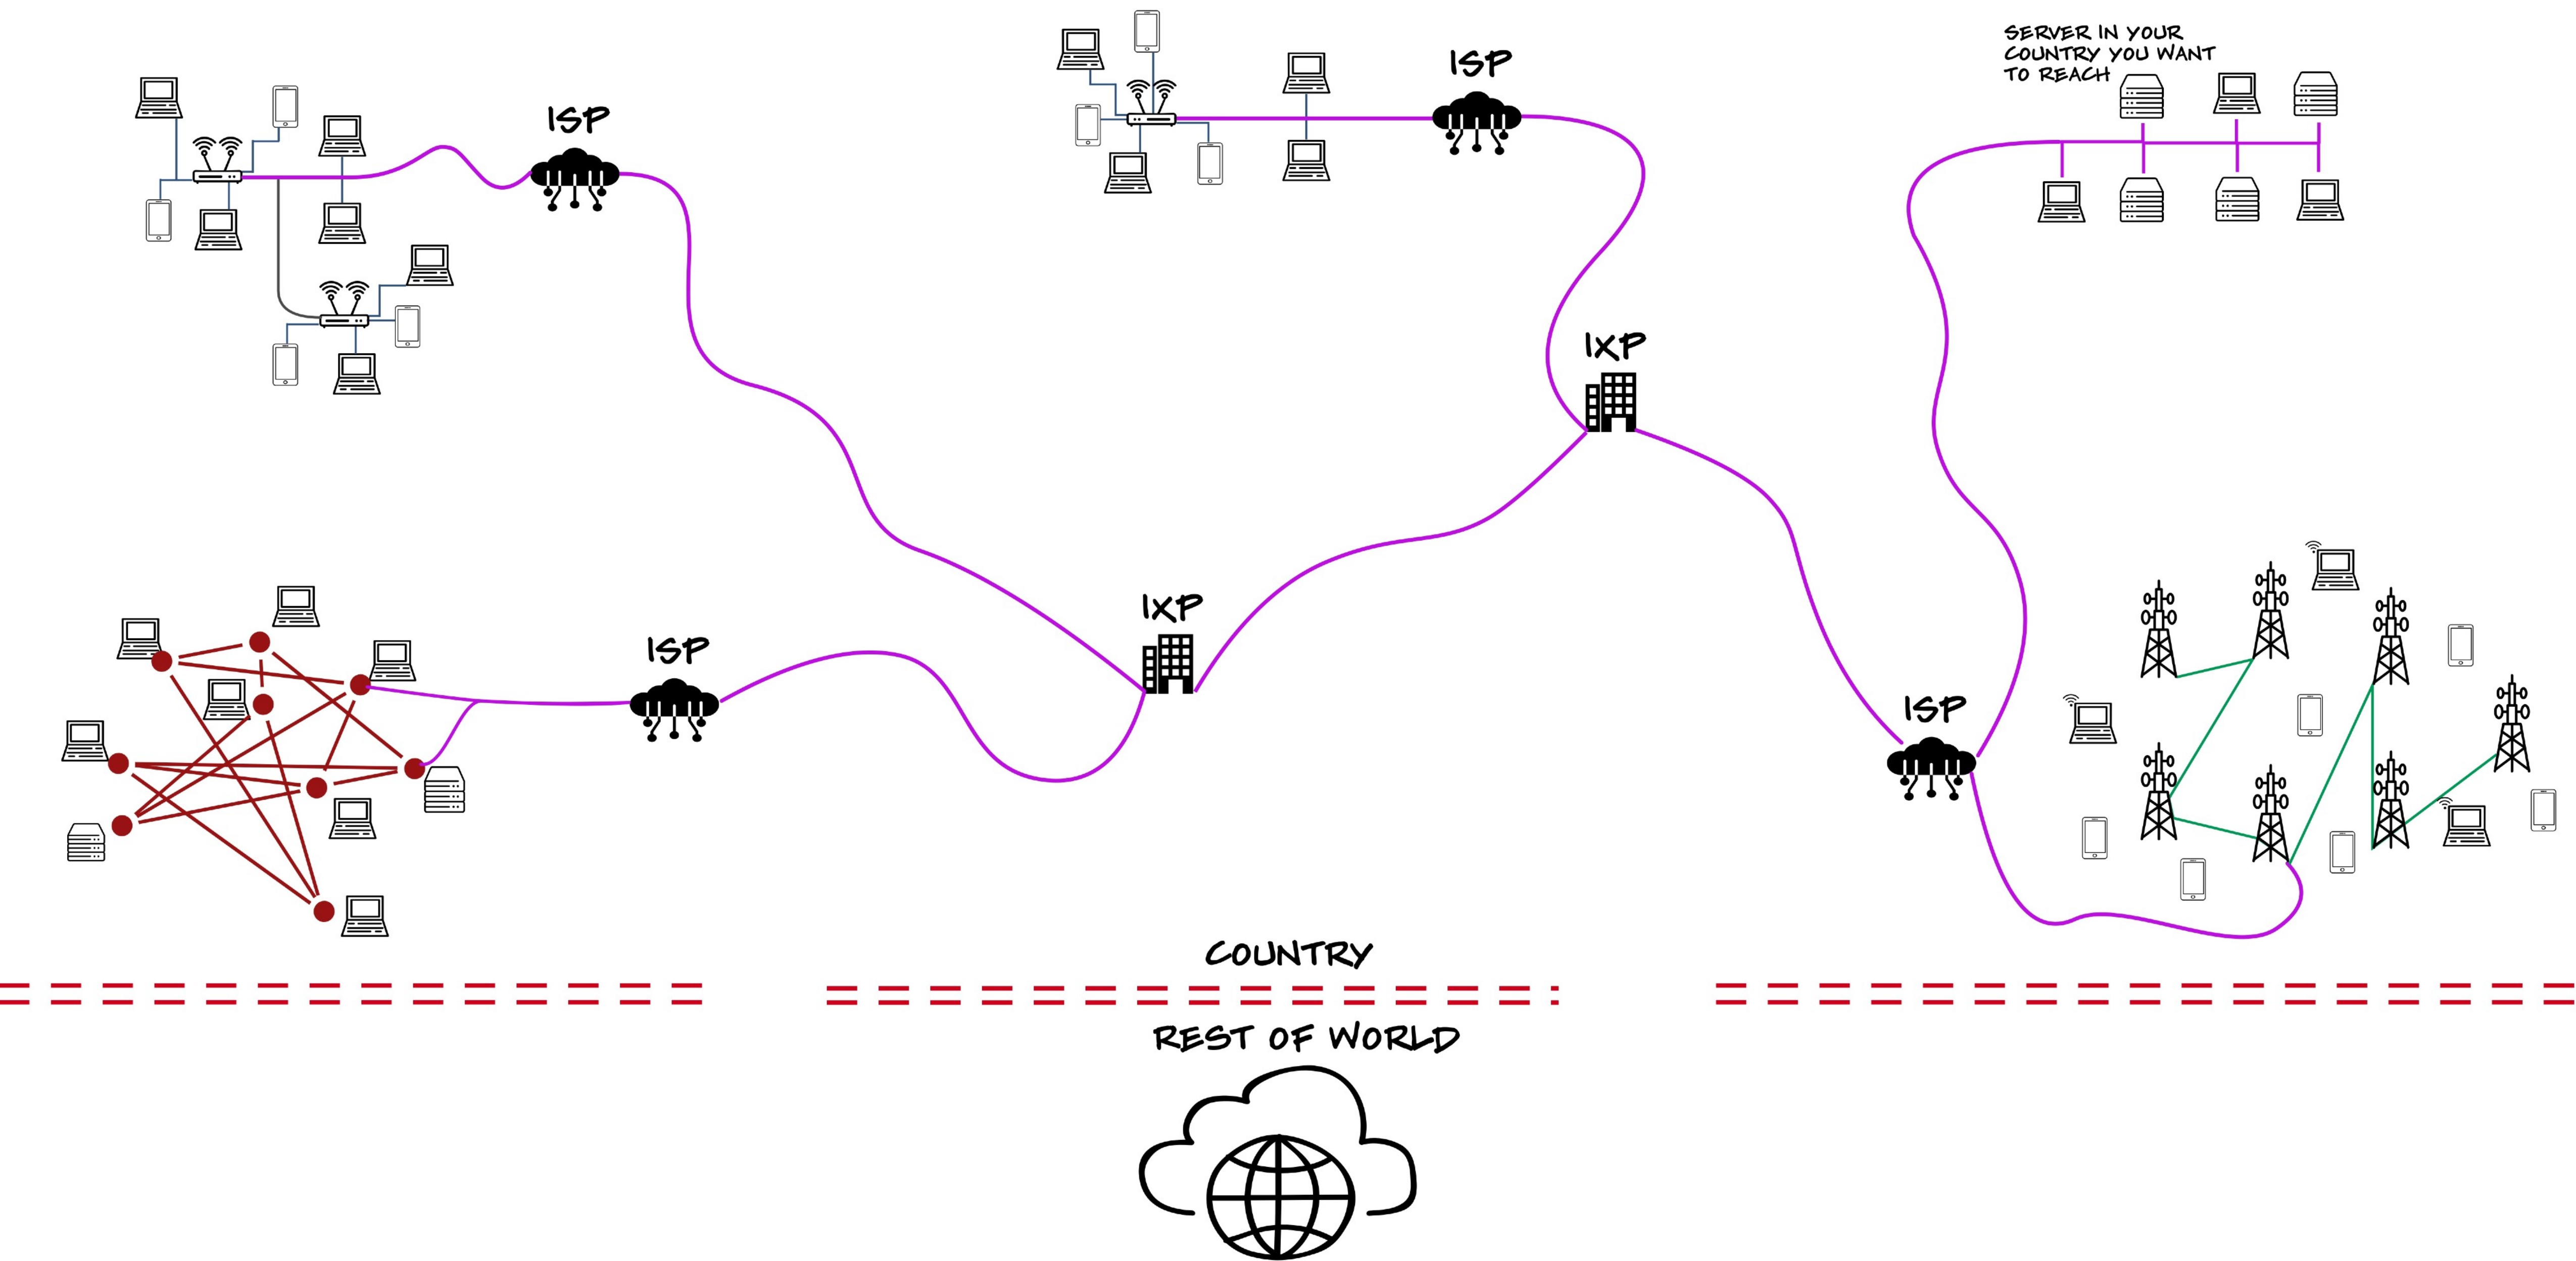 SERVER IN YOUR
COUNTRY YOU WANT
TO REACH
ISP
ISP
IXP
IXP
ISP
ISP
COUNTRY
REST OF WORLD